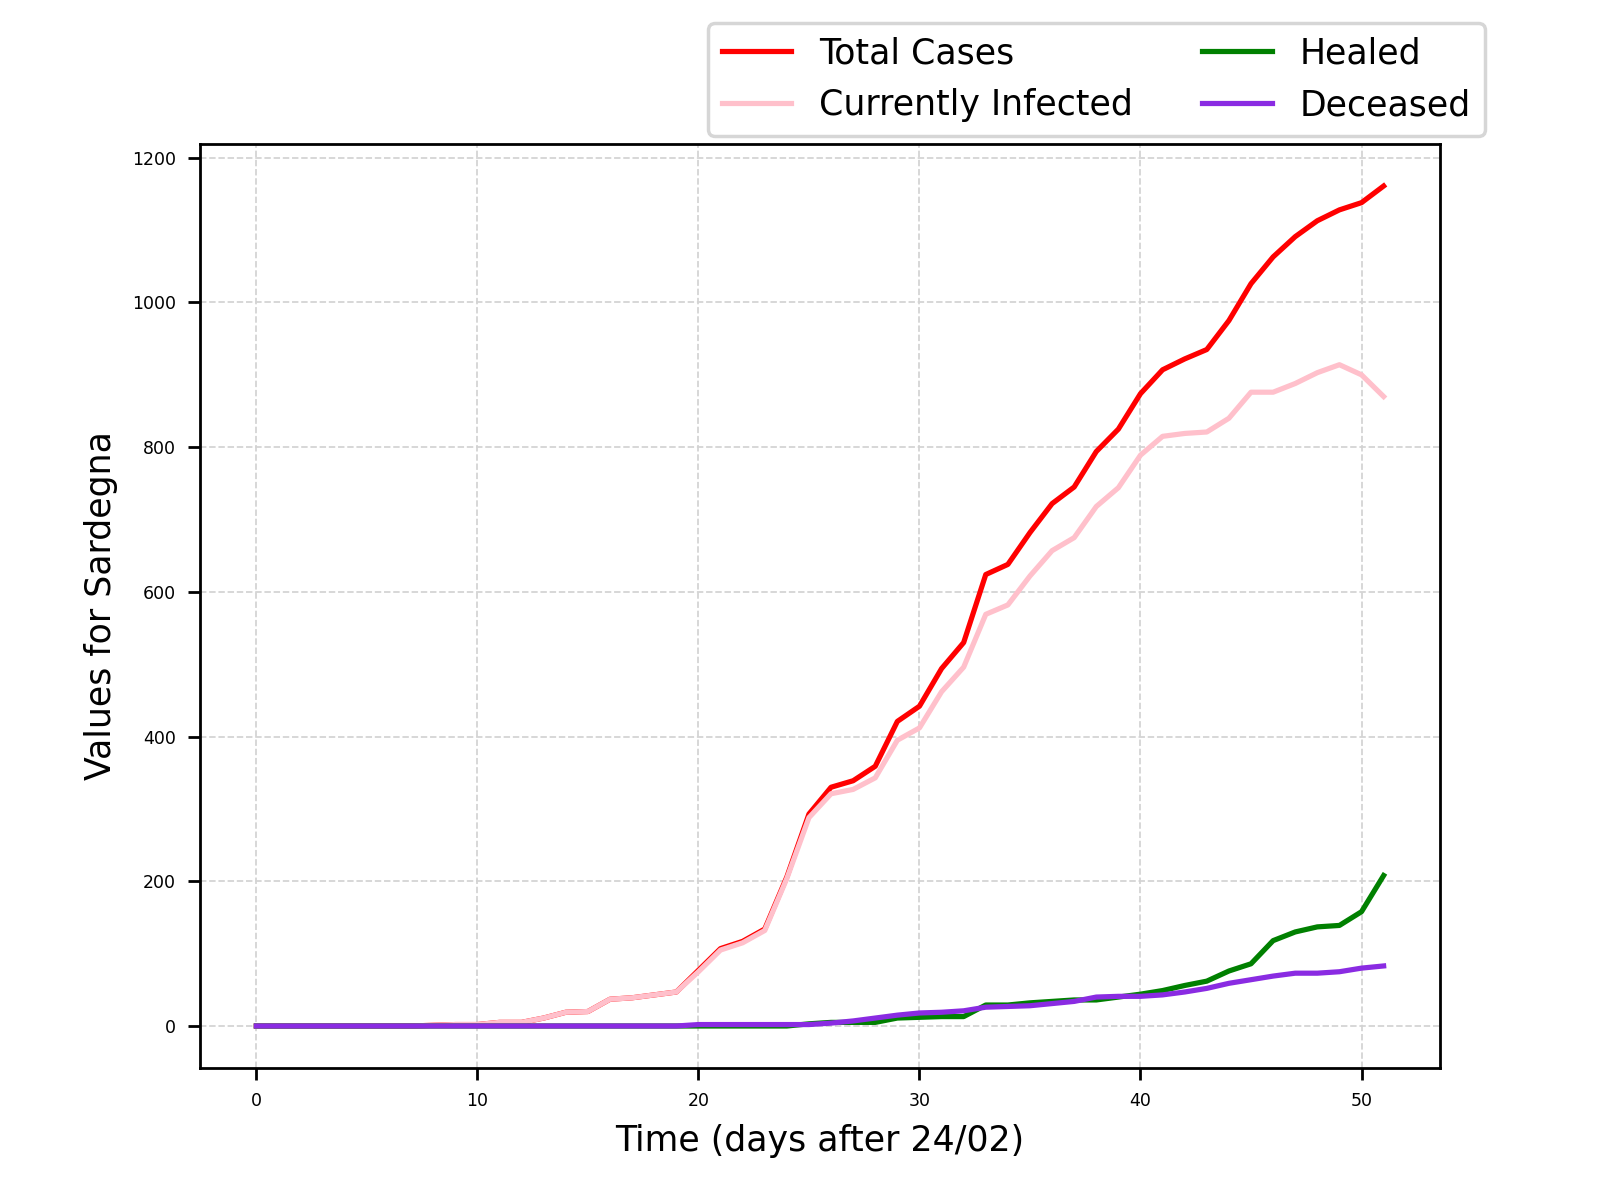 Total Cases Healed
Currently Infected Deceased
1200
1000
800
600
400
200
0
Values for Sardegna
0 10 20 30 40 50
Time (days after 24/02)